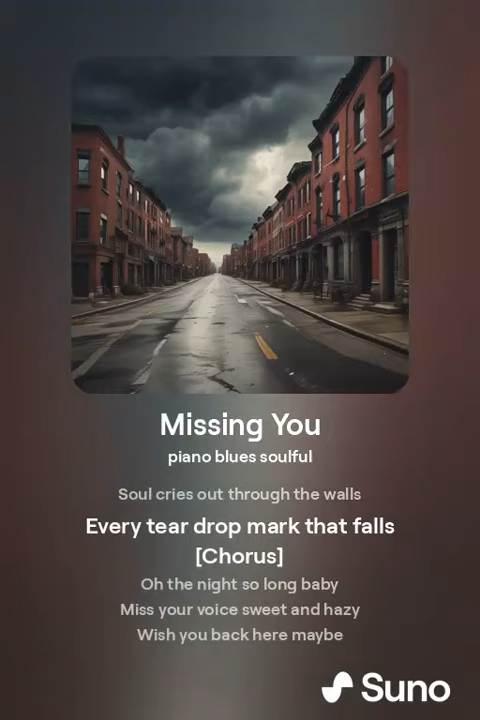 Missing You
piano blues soulful
Soul cries out through the walls
Every tear drop mark that falls
[Chorus]
Oh the night so long baby
Miss your voice sweet and hazy
Wish you back here maybe
Suno